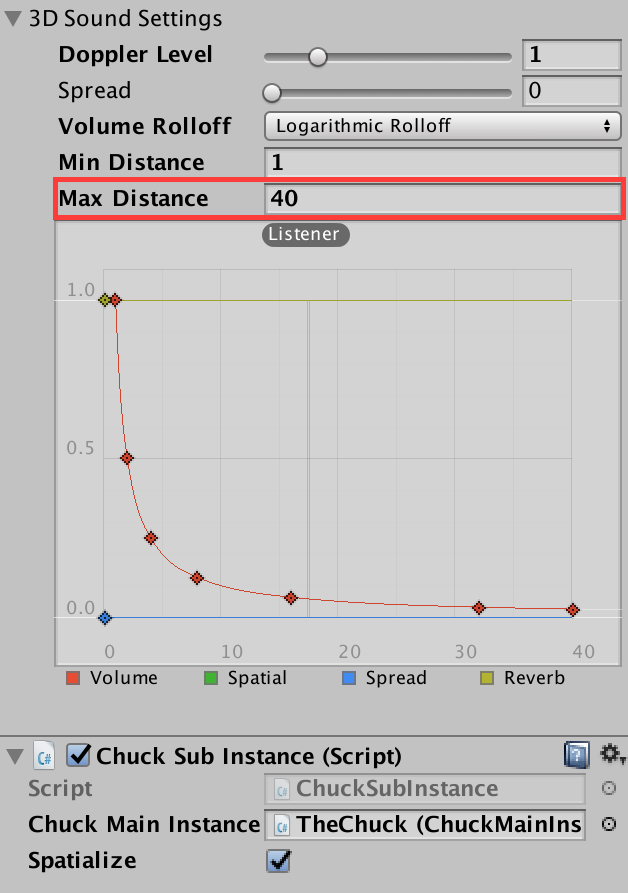 3D Sound Settings
Doppler Level 1
Spread 0
Volume Rolloff Logarithmic Rolloff
Min Distance 1
Max Distance 40
Listener
1.0
0.5
0.0
0 10 20 30 40
Volume Spatial Spread Reverb
C# Chuck Sub Instance (Script) ?
Script C# ChuckSubInstance
Chuck Main Instance C# TheChuck (ChuckMainIns
Spatialize